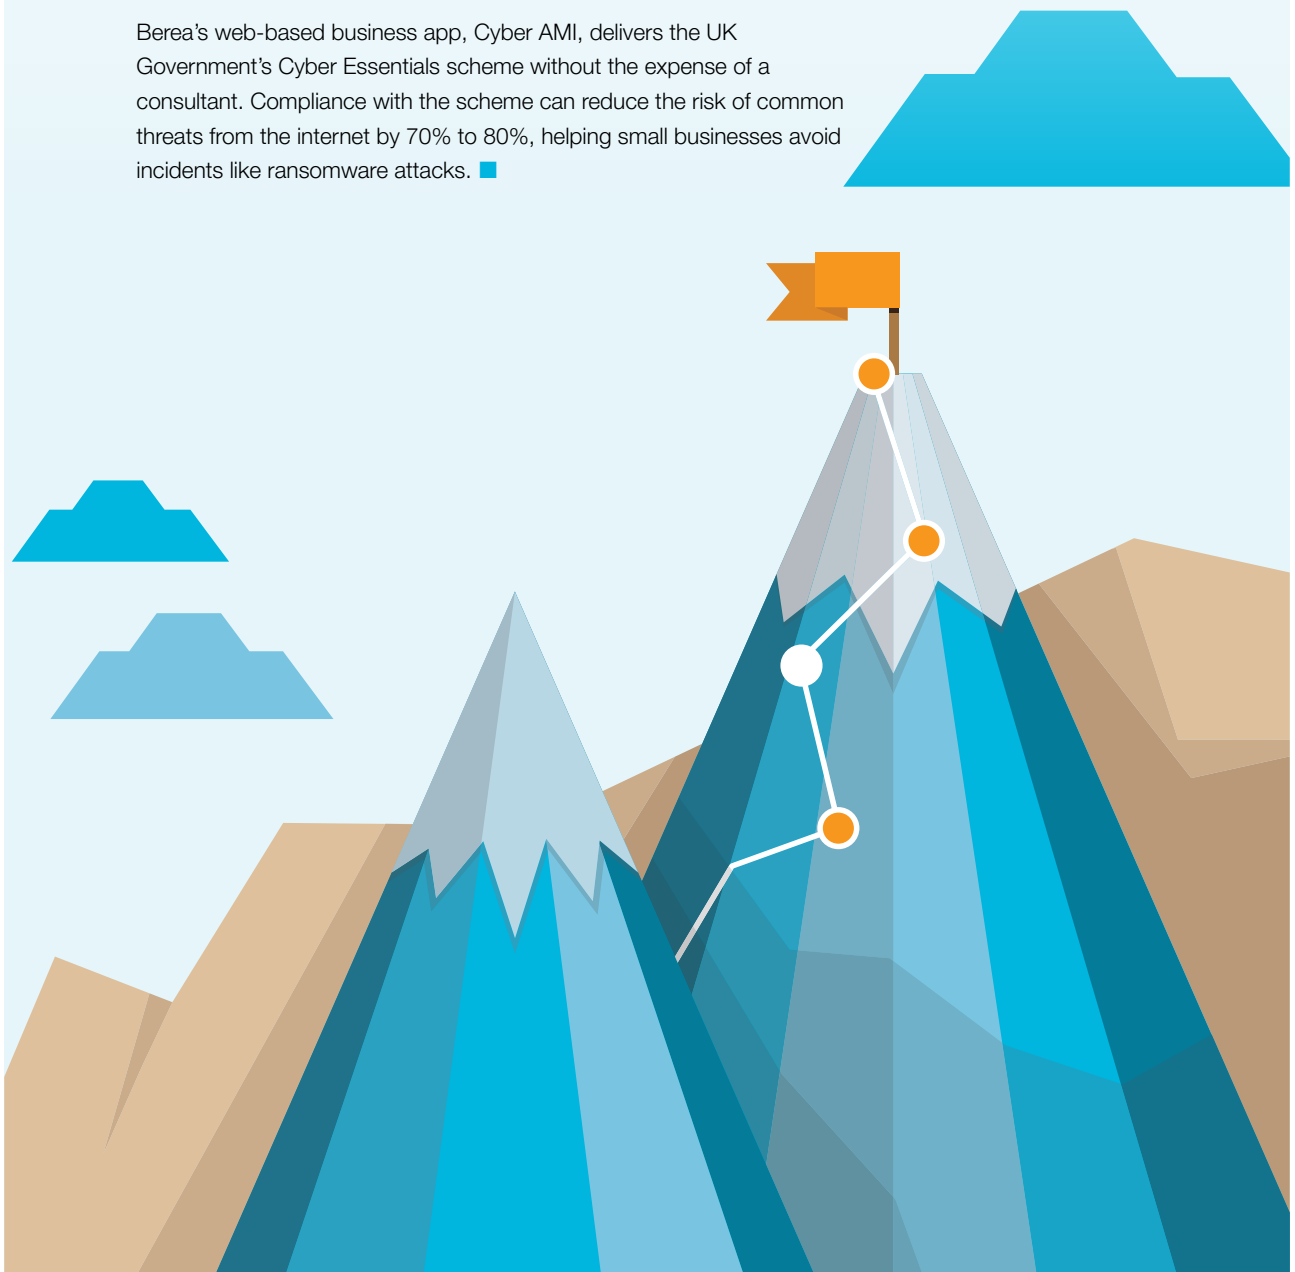 Berea’s web-based business app, Cyber AMI, delivers the UK
Government’s Cyber Essentials scheme without the expense of a
consultant. Compliance with the scheme can reduce the risk of common
threats from the internet by 70% to 80%, helping small businesses avoid
incidents like ransomware attacks.